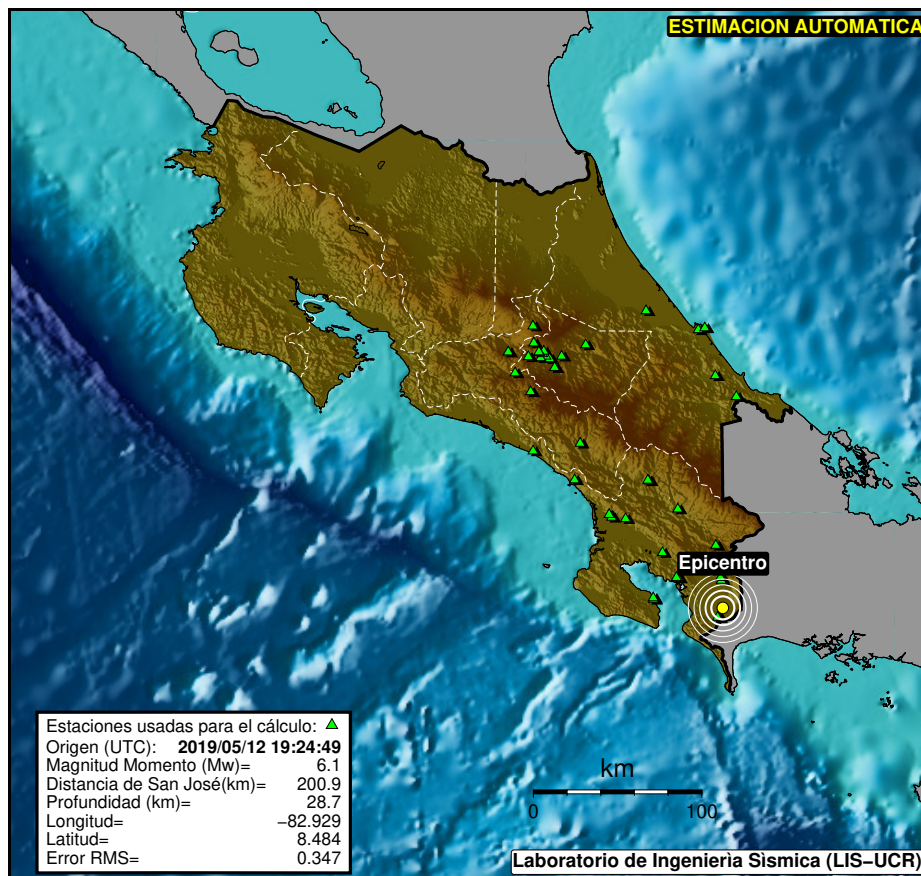 ESTIMACION AUTOMATICA
Epicentro
Estaciones usadas para el cálculo:
Origen (UTC): 2019/05/12 19:24:49
Magnitud Momento (Mw)= 6.1
Distancia de San José(km)= 200.9
Profundidad (km)= 28.7
Longitud= −82.929
Latitud= 8.484
Error RMS= 0.347
km
0 100
Laboratorio de Ingenierìa Sìsmica (LIS−UCR)